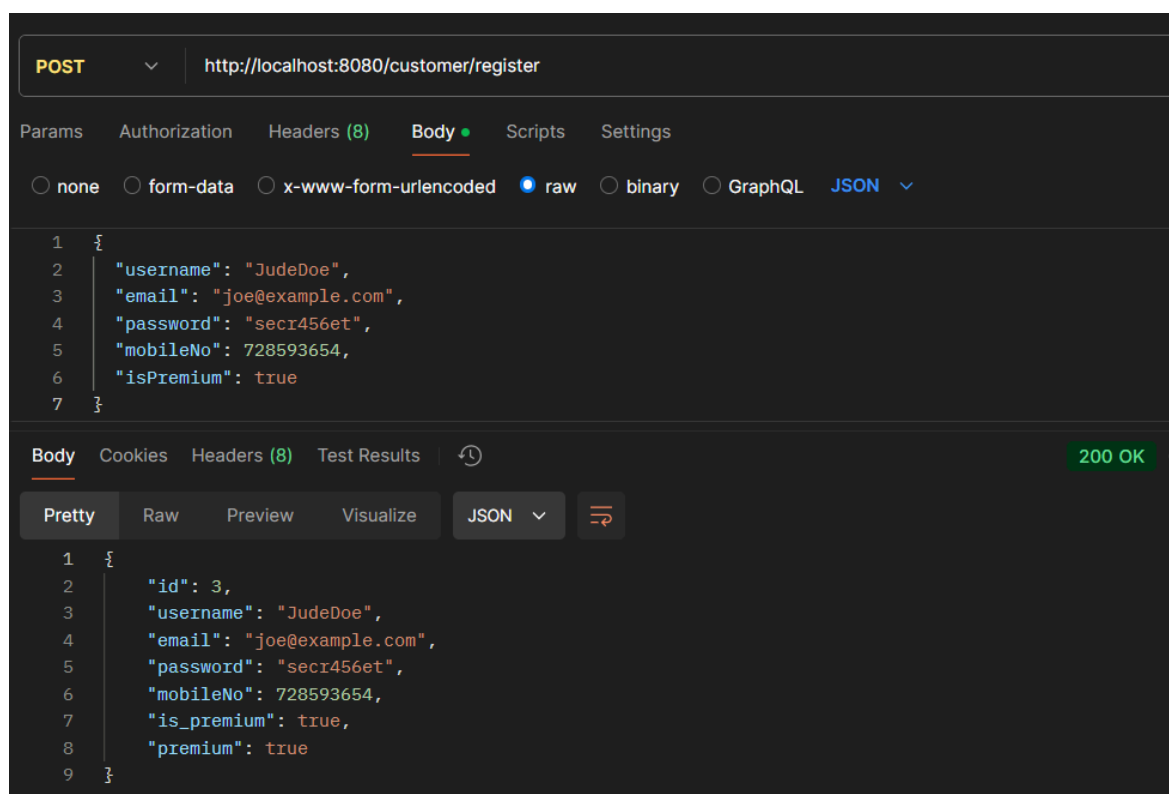 POST http://localhost:8080/customer/register
Params Authorization Headers (8) Body Scripts Settings
none form-data x-www-form-urlencoded raw binary GraphQL JSON
1 {
2 "username": "JudeDoe",
3 "email": "joe@example.com",
4 "password": "secr456et",
5 "mobileNo": 728593654,
6 "isPremium": true
7 }
Body Cookies Headers (8) Test Results 200 OK
Pretty Raw Preview Visualize JSON
1 {
2 "id": 3,
3 "username": "JudeDoe",
4 "email": "joe@example.com",
5 "password": "secr456et",
6 "mobileNo": 728593654,
7 "is_premium": true,
8 "premium": true
9 }